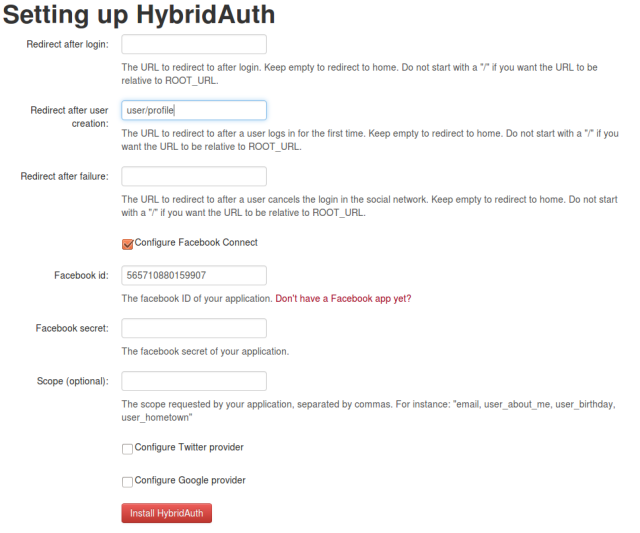 Setting up HybridAuth
Redirect after login:
The URL to redirect to after login. Keep empty to redirect to home. Do not start with a "/" if you want the URL to be
relative to ROOT_URL.
Redirect after user
creation:
user/profile
The URL to redirect to after a user logs in for the first time. Keep empty to redirect to home. Do not start with a "/" if you
want the URL to be relative to ROOT_URL.
Redirect after failure:
The URL to redirect to after a user cancels the login in the social network. Keep empty to redirect to home. Do not start
with a "/" if you want the URL to be relative to ROOT_URL.
Configure Facebook Connect
Facebook id:
565710880159907
The facebook ID of your application. Don't have a Facebook app yet?
Facebook secret:
The facebook secret of your application.
Scope (optional):
The scope requested by your application, separated by commas. For instance: "email, user_about_me, user_birthday,
user_hometown"
Configure Twitter provider
Configure Google provider
Install HybridAuth